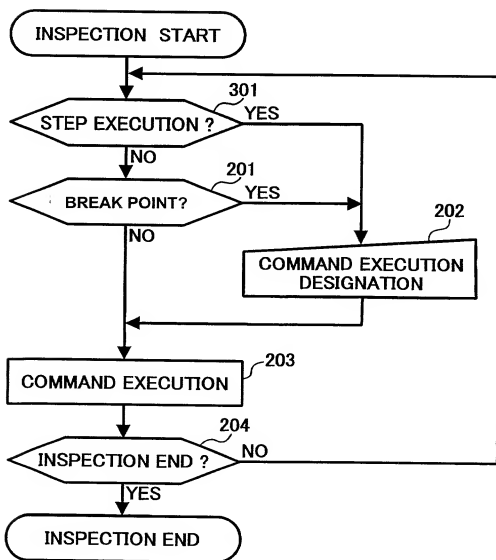 INSPECTION START
301
STEP EXECUTION ?
YES
NO
201
BREAK POINT?
YES
NO
202
COMMAND EXECUTION
DESIGNATION
203
COMMAND EXECUTION
204
INSPECTION END ?
NO
YES
INSPECTION END